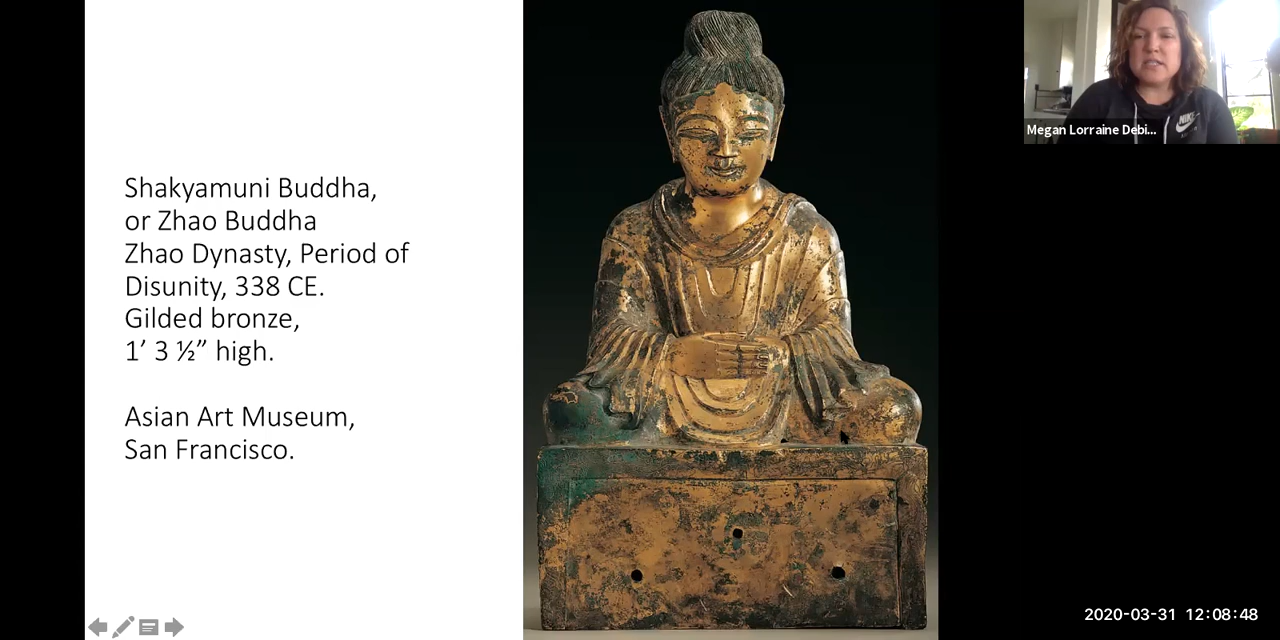 Shakyamuni Buddha,
or Zhao Buddha
Zhao Dynasty, Period of
Disunity, 338 CE.
Gilded bronze,
1’ 3 ½” high.
Asian Art Museum,
San Francisco.
Megan Lorraine Debi...
NIKE
2020-03-31 12:08:48